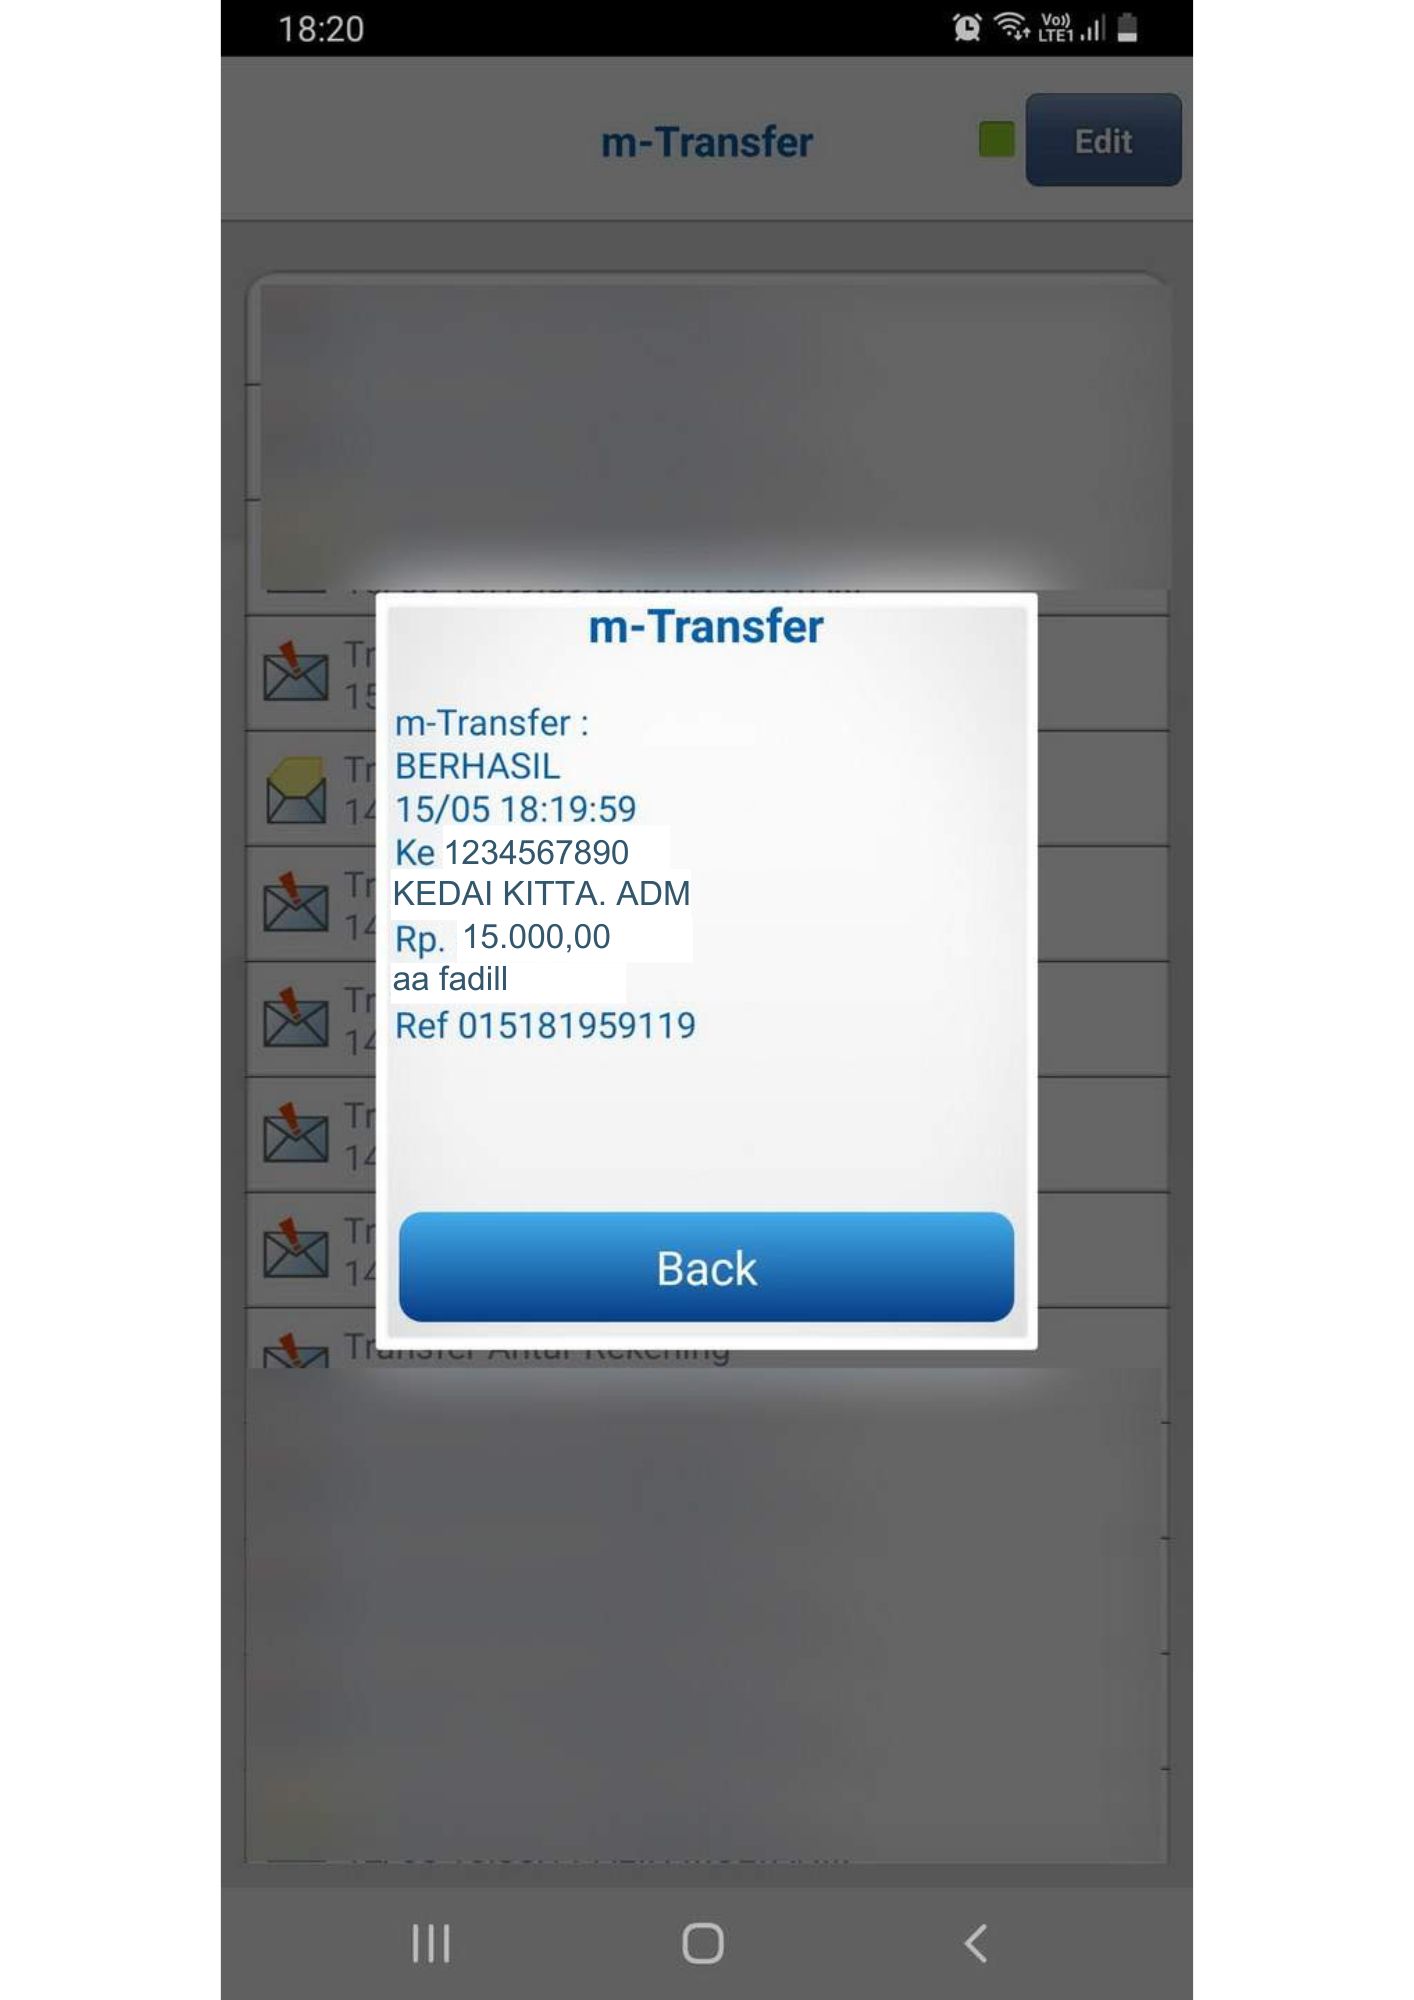 18:20
Vo))
LTE1
m-Transfer
Edit
m-Transfer
m-Transfer :
BERHASIL
15/05 18:19:59
Ke 1234567890
KEDAI KITTA. ADM
Rp. 15.000,00
aa fadill
Ref 015181959119
Back
Tr
15
Tr
14
Tr
14
Tr
14
Tr
14
Tr
14
Transfer Antar Rekening